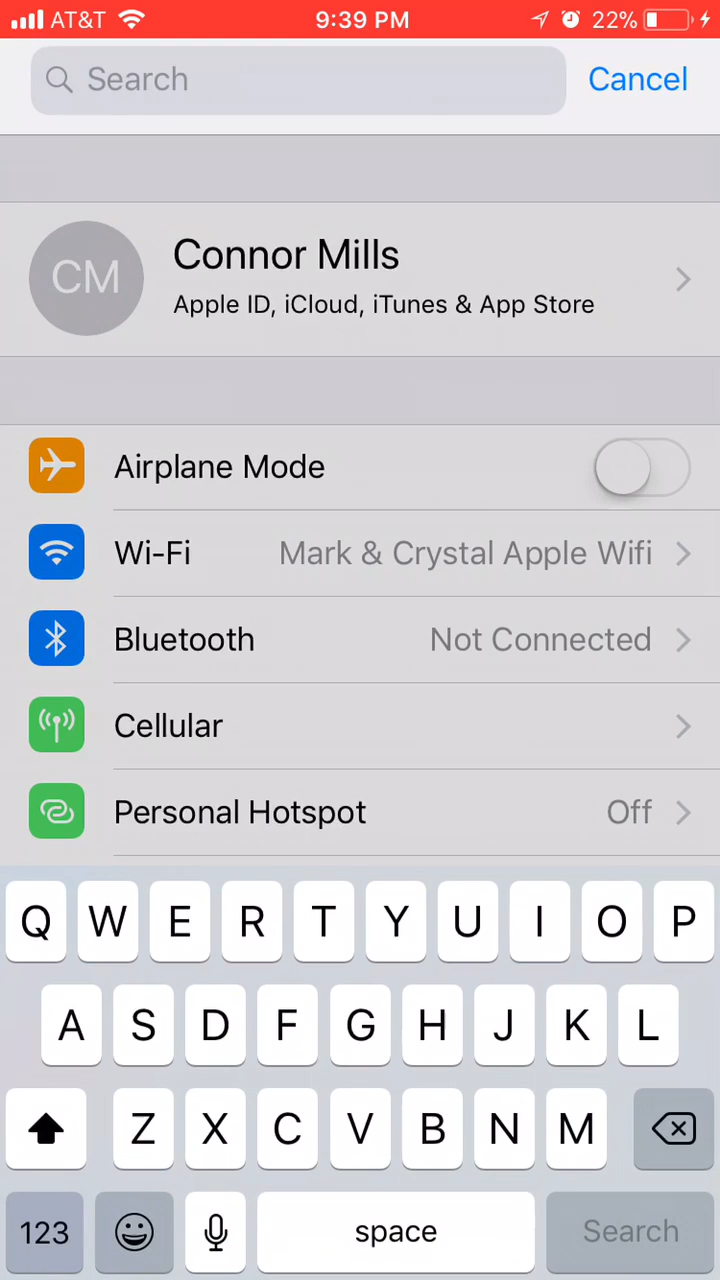 AT&T 9:39 PM 22%
Search Cancel
CM
Connor Mills
Apple ID, iCloud, iTunes & App Store
Airplane Mode
Wi-Fi Mark & Crystal Apple Wifi
Bluetooth Not Connected
Cellular
Personal Hotspot Off
Q W E R T Y U I O P
A S D F G H J K L
Z X C V B N M
123 space Search